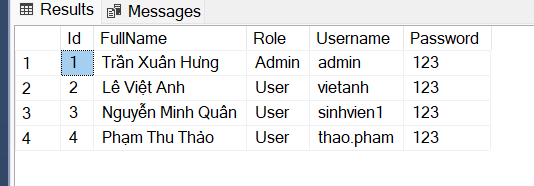 Results Messages
Id FullName Role Username Password
1 1 Trần Xuân Hưng Admin admin 123
2 2 Lê Việt Anh User vietanh 123
3 3 Nguyễn Minh Quân User sinhvien1 123
4 4 Phạm Thu Thảo User thao.pham 123